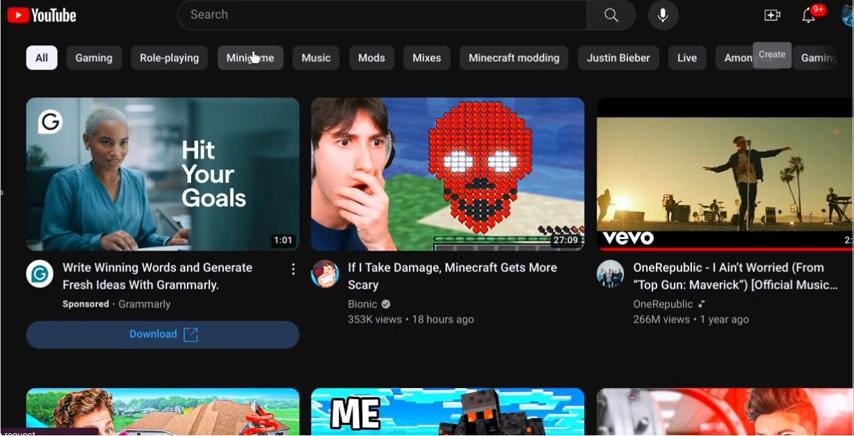 YouTube
Search
9+
All
Gaming
Role-playing
Music
Mods
Mixes
Minecraft modding
Justin Bieber
Live
Create
G
Hit
Your
Goals
1:01
27:09
vevo
Write Winning Words and Generate
Fresh Ideas With Grammarly.
Sponsored • Grammarly
Download
If I Take Damage, Minecraft Gets More
Scary
Bionic
353K views • 18 hours ago
OneRepublic - I Ain't Worried (From
"Top Gun: Maverick") [Official Music...
OneRepublic
266M views • 1 year ago
ME
request